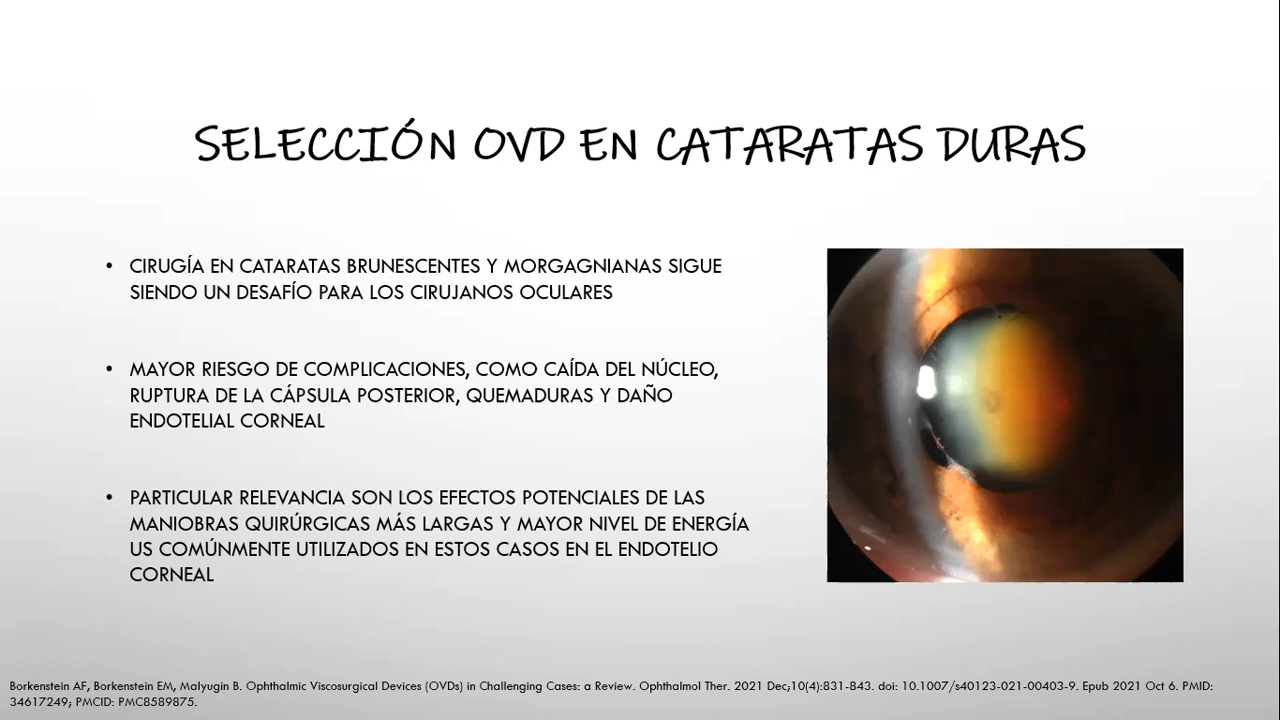 SELECCIÓN OVD EN CATARATAS DURAS
• CIRUGÍA EN CATARATAS BRUNESCENTES Y MORGAGNIANAS SIGUE
SIENDO UN DESAFÍO PARA LOS CIRUJANOS OCULARES
• MAYOR RIESGO DE COMPLICACIONES, COMO CAÍDA DEL NÚCLEO,
RUPTURA DE LA CÁPSULA POSTERIOR, QUEMADURAS Y DAÑO
ENDOTELIAL CORNEAL
• PARTICULAR RELEVANCIA SON LOS EFECTOS POTENCIALES DE LAS
MANIOBRAS QUIRÚRGICAS MÁS LARGAS Y MAYOR NIVEL DE ENERGÍA
US COMÚNMENTE UTILIZADOS EN ESTOS CASOS EN EL ENDOTELIO
CORNEAL
Borkenstein AF, Borkenstein EM, Malyugin B. Ophthalmic Viscosurgical Devices (OVDs) in Challenging Cases: a Review. Ophthalmol Ther. 2021 Dec;10(4):831-843. doi: 10.1007/s40123-021-00403-9. Epub 2021 Oct 6. PMID:
34617249; PMCID: PMC8589875.